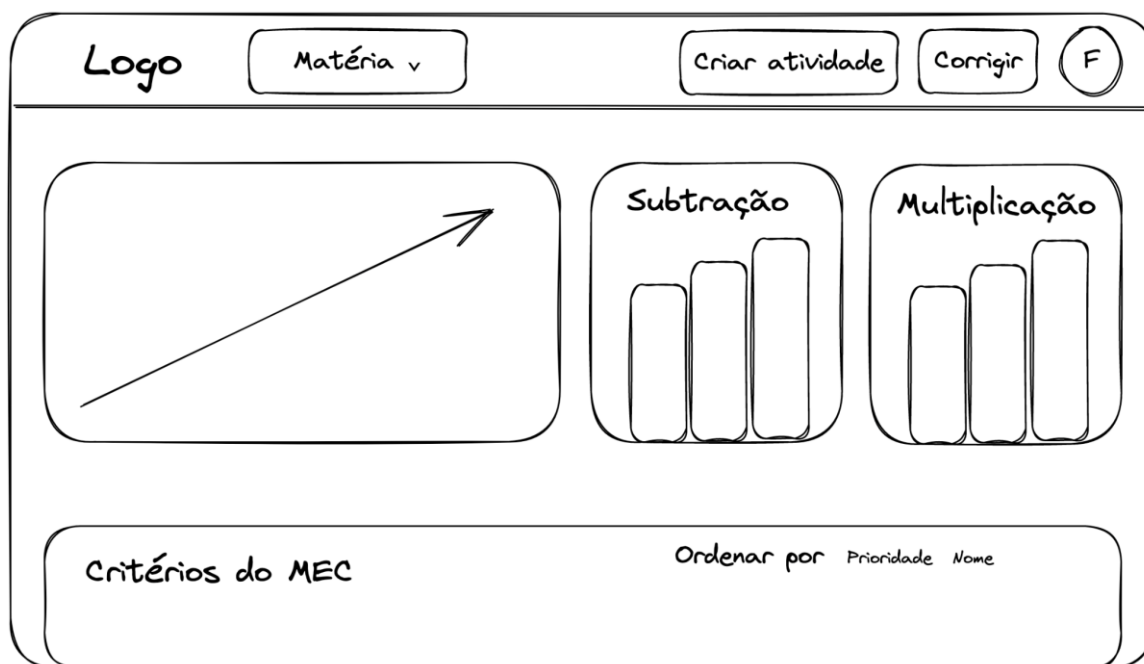 Logo
Matéria v
Criar atividade
Corrigir
F
Subtração
Multiplicação
Critérios do MEC
Ordenar por Prioridade Nome